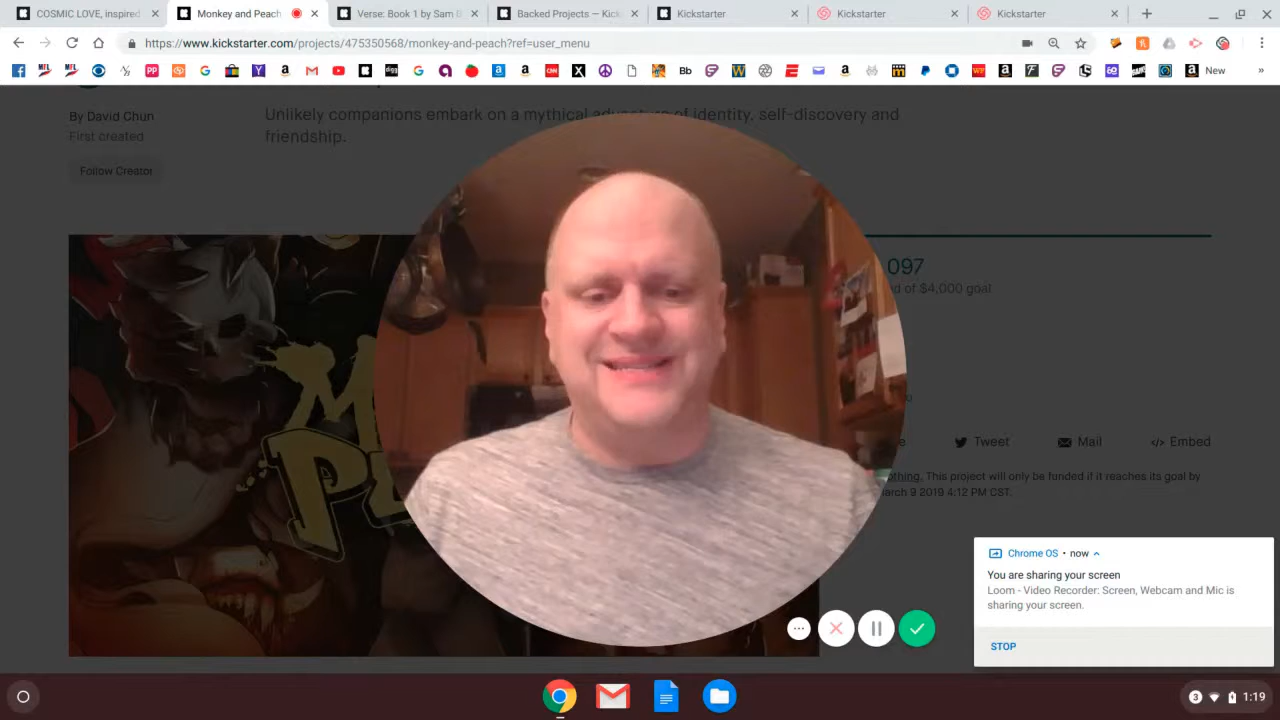 COSMIC LOVE, inspired
Monkey and Peach
Verse: Book 1 by Sam B
Backed Projects — Kick
Kickstarter
Kickstarter
Kickstarter
https://www.kickstarter.com/projects/475350568/monkey-and-peach?ref=user_menu
New
By David Chun
First created
Follow Creator
Unlikely companions embark on a mythical adventure of identity, self-discovery and
friendship.
097
d of $4,000 goal
Tweet
Mail
</> Embed
othing. This project will only be funded if it reaches its goal by
arch 9 2019 4:12 PM CST.
Chrome OS • now
You are sharing your screen
Loom - Video Recorder: Screen, Webcam and Mic is
sharing your screen.
STOP
3
1:19